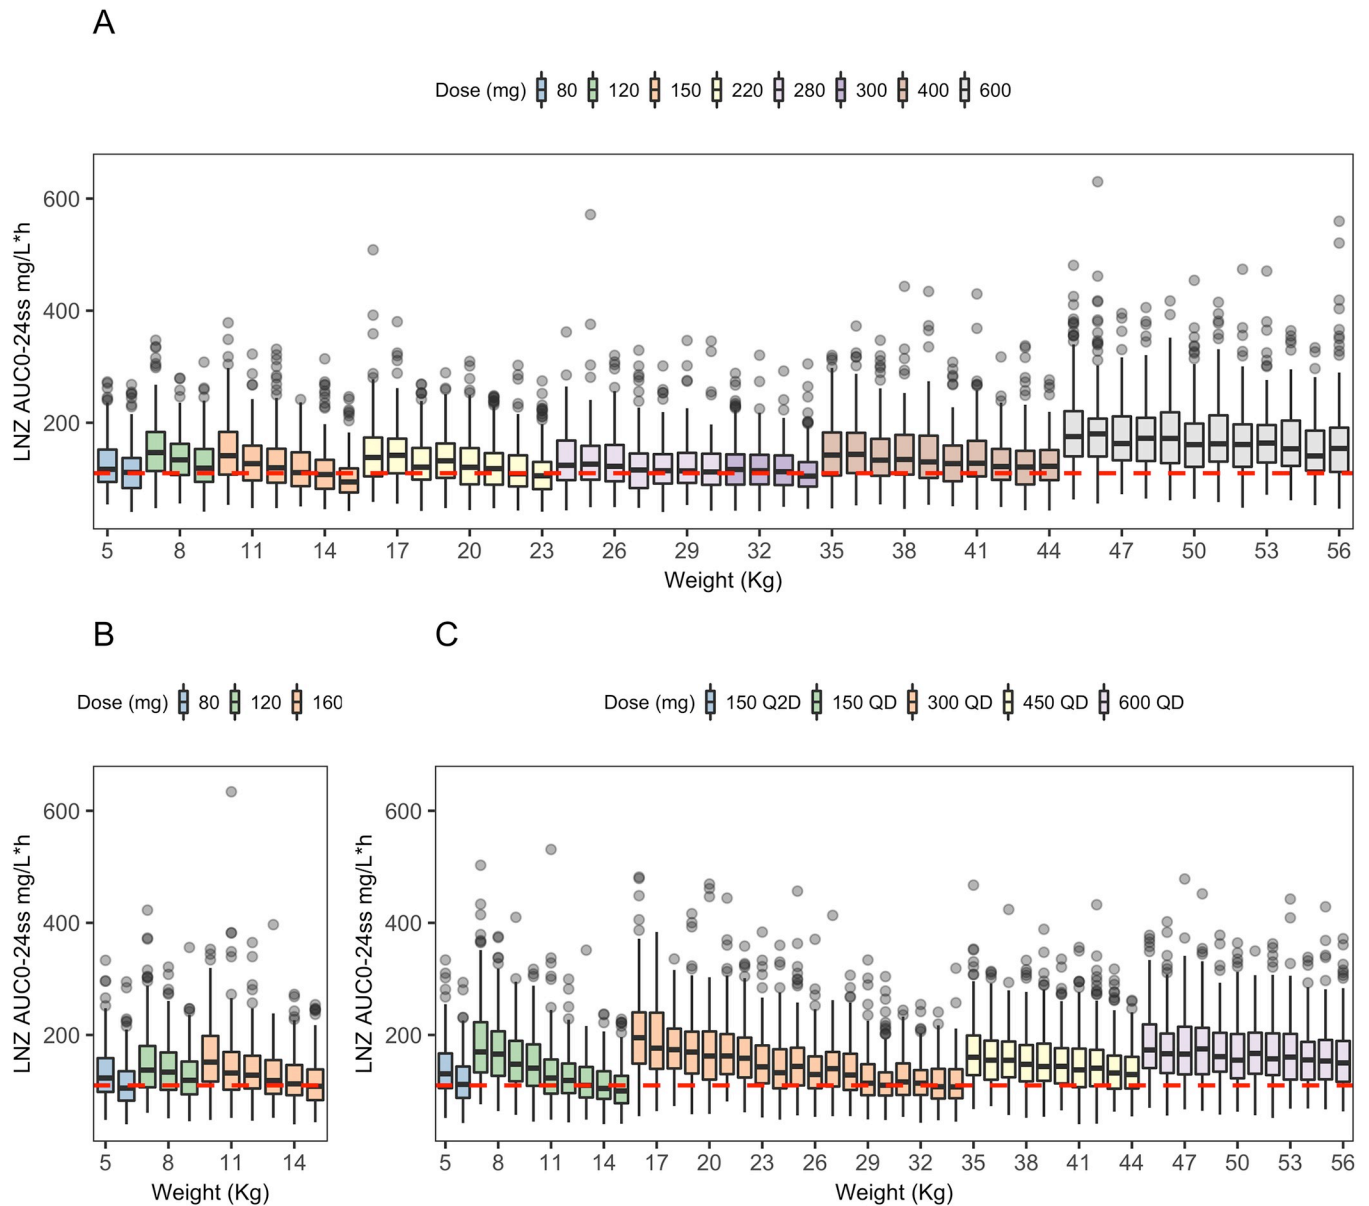 A
Dose (mg) 80 120 150 220 280 300 400 600
LNZ AUC0-24ss mg/L*h
600
400
200
5 8 11 14 17 20 23 26 29 32 35 38 41 44 47 50 53 56
Weight (Kg)
B
Dose (mg) 80 120 160
LNZ AUC0-24ss mg/L*h
600
400
200
5 8 11 14
Weight (Kg)
C
Dose (mg) 150 Q2D 150 QD 300 QD 450 QD 600 QD
LNZ AUC0-24ss mg/L*h
600
400
200
5 8 11 14 17 20 23 26 29 32 35 38 41 44 47 50 53 56
Weight (Kg)